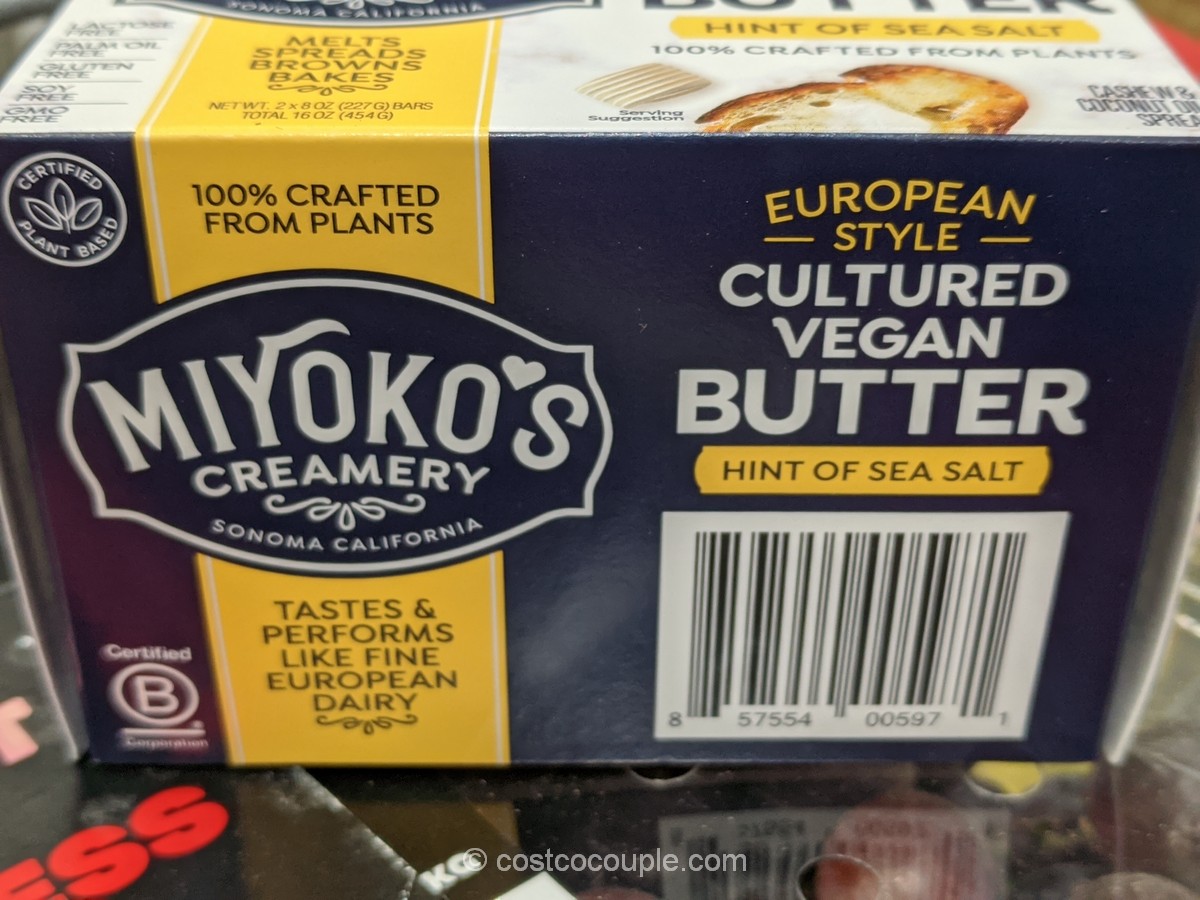 SONOMA CALIFORNIA
BUTTER
LACTOSE
FREE
PALM OIL
FREE
GLUTEN
FREE
SOY
FREE
GMO
FREE
MELTS
SPREADS
BROWNS
BAKES
NET WT. 2 x 8 OZ (227G) BARS
TOTAL 16 OZ (454G)
HINT OF SEA SALT
100% CRAFTED FROM PLANTS
Serving
Suggestion
CASHEW &
COCONUT
CERTIFIED
PLANT BASED
100% CRAFTED
FROM PLANTS
MIYOKO'S
CREAMERY
SONOMA CALIFORNIA
TASTES &
PERFORMS
LIKE FINE
EUROPEAN
DAIRY
Certified
B
Corporation
EUROPEAN
STYLE
CULTURED
VEGAN
BUTTER
HINT OF SEA SALT
8 57554 00597 1
© costcocouple.com